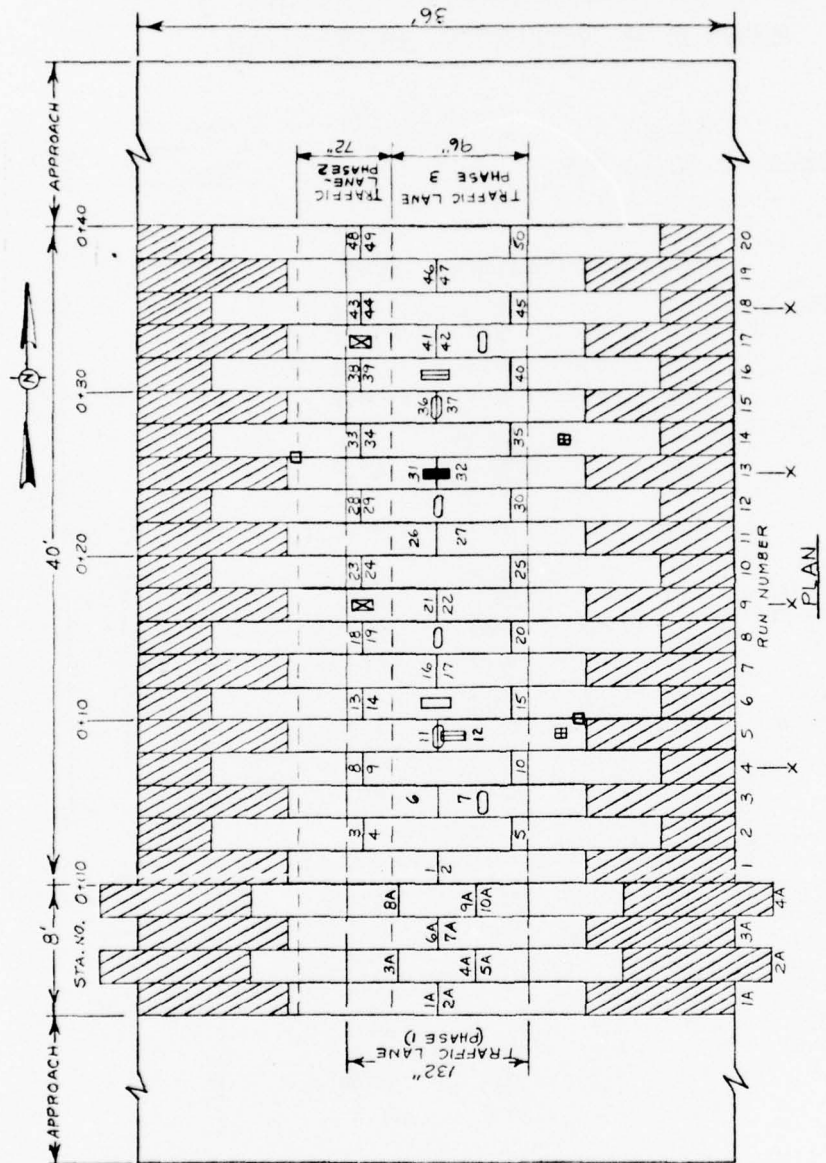 APPROACH
40'
8'
APPROACH
N
STA. NO.
0+00
0+10
0+20
0+30
0+40
36'
132"
TRAFFIC LANE
(PHASE 1)
72"
TRAFFIC
LANE-
PHASE 2
96"
TRAFFIC LANE
PHASE 3
1A
2A
3A
4A
5A
6A
7A
8A
9A
10A
1
2
3
4
5
6
7
8
9
10
11
12
13
14
15
16
17
18
19
20
21
22
23
24
25
26
27
28
29
30
31
32
33
34
35
36
37
38
39
40
41
42
43
44
45
46
47
48
49
50
1A
2A
3A
4A
1
2
3
4
5
6
7
8
9
10
11
12
13
14
15
16
17
18
19
20
X
X
X
X
RUN NUMBER
PLAN